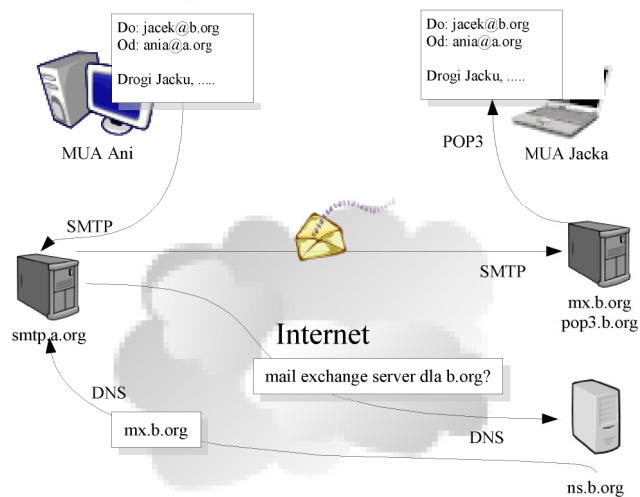 Do: jacek@b.org
Od: ania@a.org
Drogi Jacku, .....
MUA Ani
Do: jacek@b.org
Od: ania@a.org
Drogi Jacku, .....
POP3
MUA Jacka
SMTP
SMTP
smtp.a.org
mx.b.org
pop3.b.org
Internet
mail exchange server dla b.org?
DNS
mx.b.org
DNS
ns.b.org